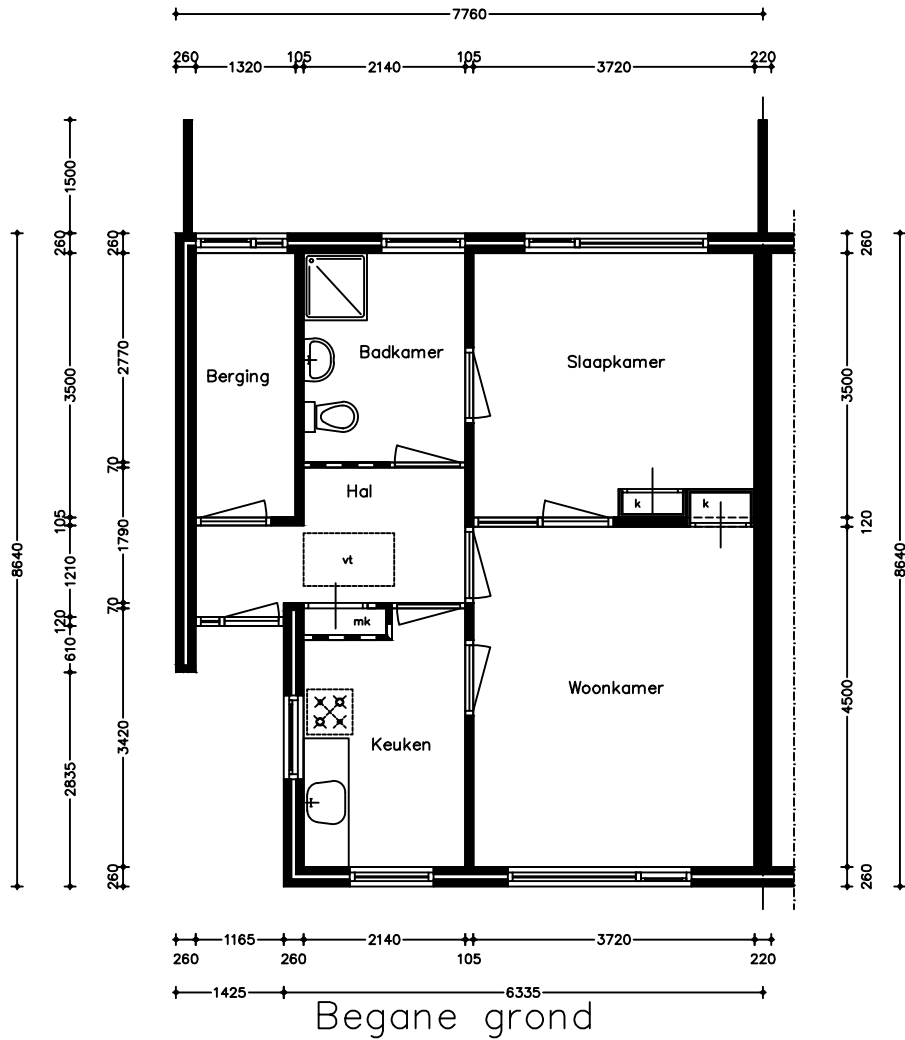 7760
260 1320 105 2140 105 3720 220
1500
260 260 260
8640 3500 2770 3500 8640
Badkamer
Slaapkamer
Berging
70
Hal
k k
105 1790 120
1210
vt
70
120 mk
610
Woonkamer
4500
3420
Keuken
2835
260 260
1165 2140 3720
260 260 105 220
1425 6335
Begane grond